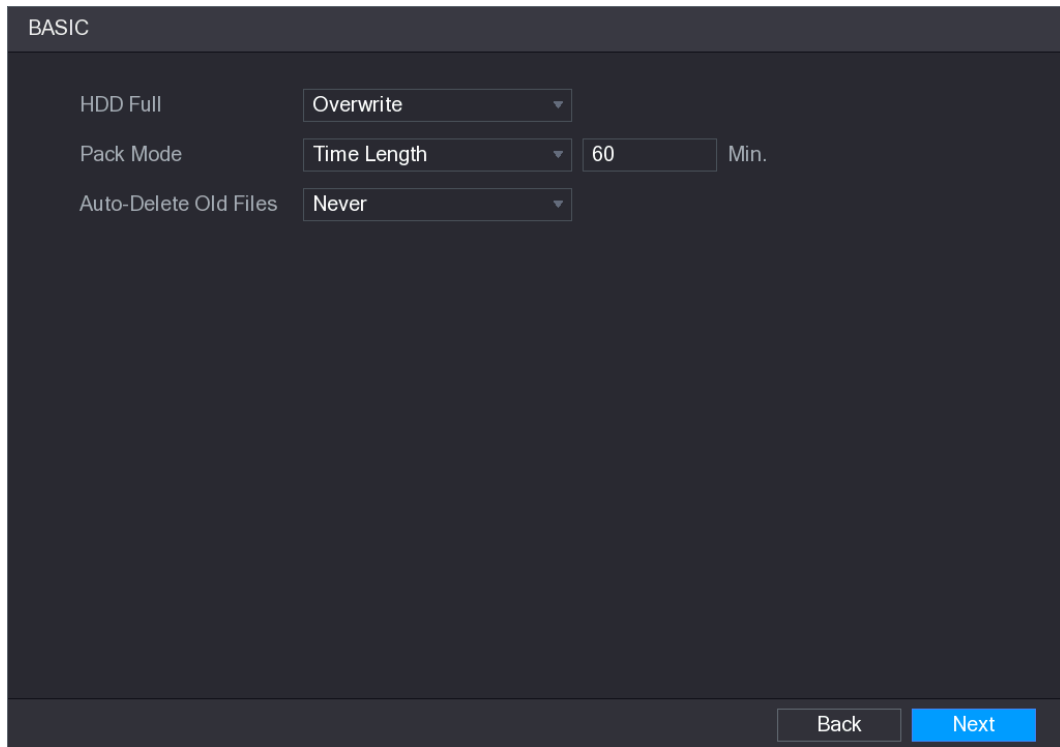 BASIC
HDD Full Overwrite
Pack Mode Time Length 60 Min.
Auto-Delete Old Files Never
Back Next